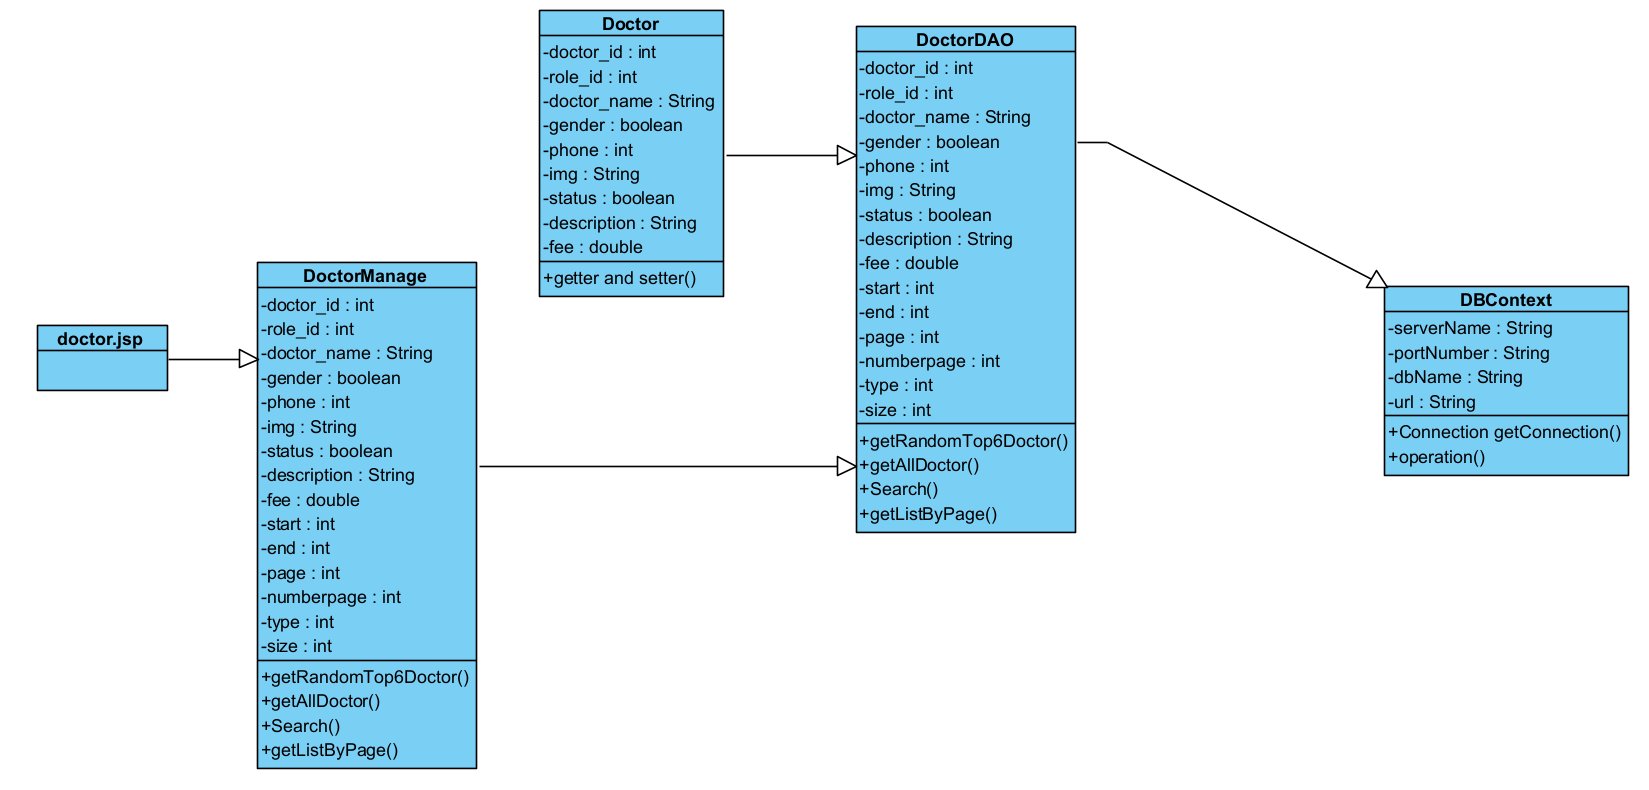 doctor.jsp
DoctorManage
-doctor_id : int
-role_id : int
-doctor_name : String
-gender : boolean
-phone : int
-img : String
-status : boolean
-description : String
-fee : double
-start : int
-end : int
-page : int
-numberpage : int
-type : int
-size : int
+getRandomTop6Doctor()
+getAllDoctor()
+Search()
+getListByPage()
Doctor
-doctor_id : int
-role_id : int
-doctor_name : String
-gender : boolean
-phone : int
-img : String
-status : boolean
-description : String
-fee : double
+getter and setter()
DoctorDAO
-doctor_id : int
-role_id : int
-doctor_name : String
-gender : boolean
-phone : int
-img : String
-status : boolean
-description : String
-fee : double
-start : int
-end : int
-page : int
-numberpage : int
-type : int
-size : int
+getRandomTop6Doctor()
+getAllDoctor()
+Search()
+getListByPage()
DBContext
-serverName : String
-portNumber : String
-dbName : String
-url : String
+Connection getConnection()
+operation()